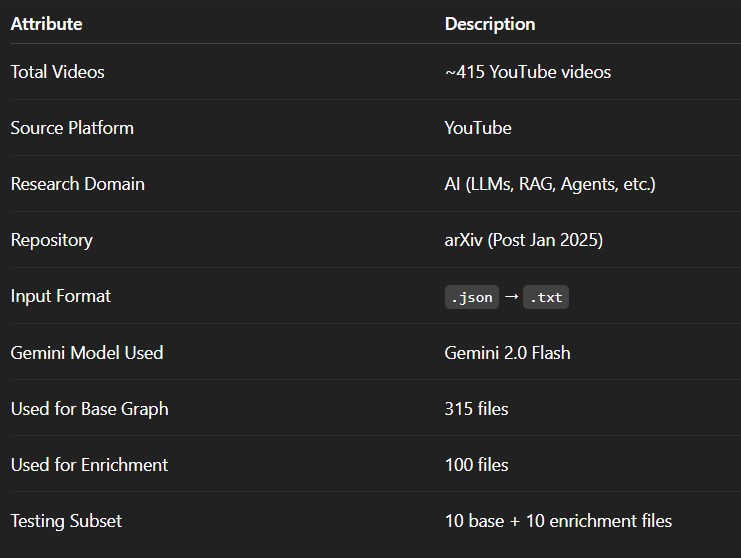 Attribute Description
Total Videos ~415 YouTube videos
Source Platform YouTube
Research Domain AI (LLMs, RAG, Agents, etc.)
Repository arXiv (Post Jan 2025)
Input Format .json → .txt
Gemini Model Used Gemini 2.0 Flash
Used for Base Graph 315 files
Used for Enrichment 100 files
Testing Subset 10 base + 10 enrichment files